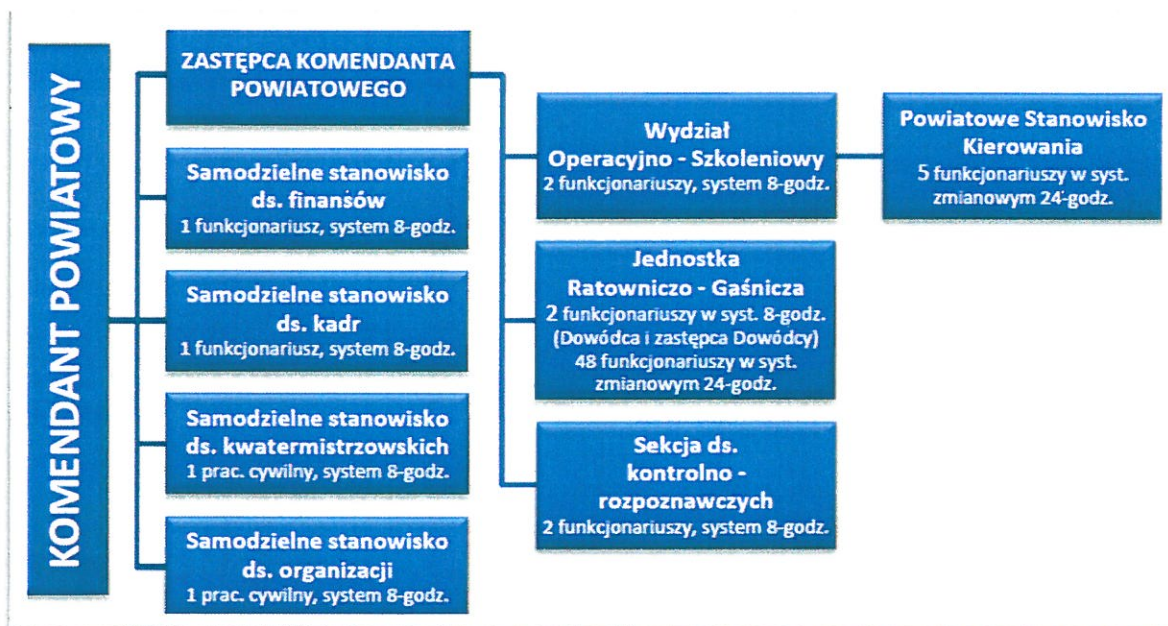 KOMENDANT POWIATOWY
ZASTĘPCA KOMENDANTA
POWIATOWEGO
Samodzielne stanowisko
ds. finansów
1 funkcjonariusz, system 8-godz.
Samodzielne stanowisko
ds. kadr
1 funkcjonariusz, system 8-godz.
Samodzielne stanowisko
ds. kwatermistrzowskich
1 prac. cywilny, system 8-godz.
Samodzielne stanowisko
ds. organizacji
1 prac. cywilny, system 8-godz.
Wydział
Operacyjno - Szkoleniowy
2 funkcjonariuszy, system 8-godz.
Jednostka
Ratowniczo - Gaśnicza
2 funkcjonariuszy w syst. 8-godz.
(Dowódca i zastępca Dowódcy)
48 funkcjonariuszy w syst.
zmianowym 24-godz.
Sekcja ds.
kontrolno -
rozpoznawczych
2 funkcjonariuszy, system 8-godz.
Powiatowe Stanowisko
Kierowania
5 funkcjonariuszy w syst.
zmianowym 24-godz.